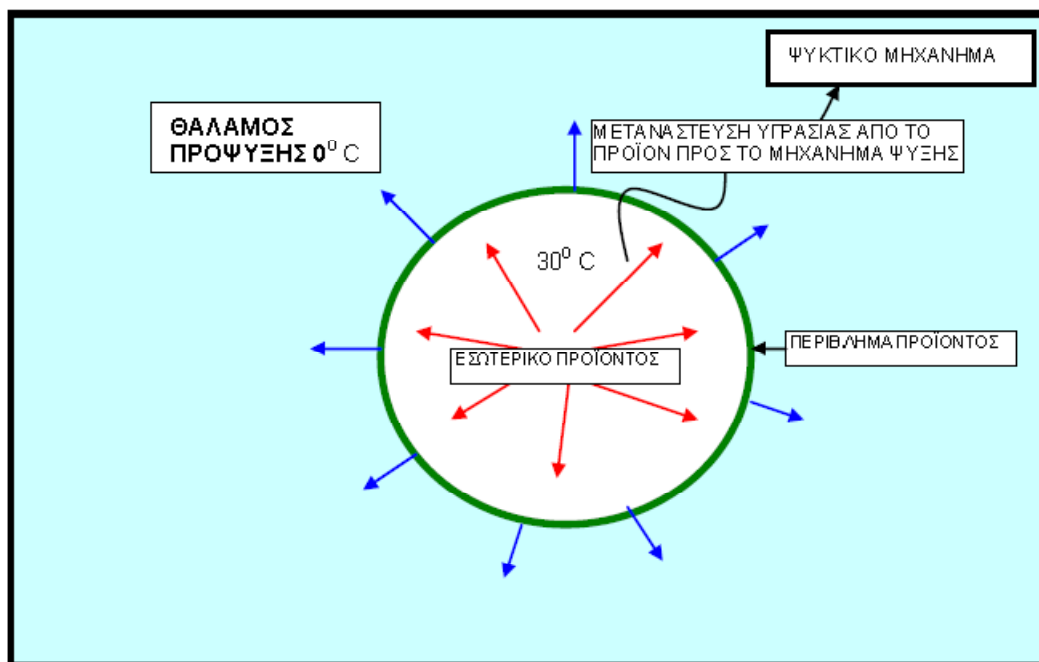 ΨΥΚΤΙΚΟ ΜΗΧΑΝΗΜΑ
ΘΑΛΑΜΟΣ
ΠΡΟΨΥΞΗΣ 0⁰ C
ΜΕΤΑΝΑΣΤΕΥΣΗ ΥΓΡΑΣΙΑΣ ΑΠΟ ΤΟ
ΠΡΟΪΟΝ ΠΡΟΣ ΤΟ ΜΗΧΑΝΗΜΑ ΨΥΞΗΣ
30⁰ C
ΠΕΡΙΒΛΗΜΑ ΠΡΟΪΟΝΤΟΣ
ΕΣΩΤΕΡΙΚΟ ΠΡΟΪΟΝΤΟΣ